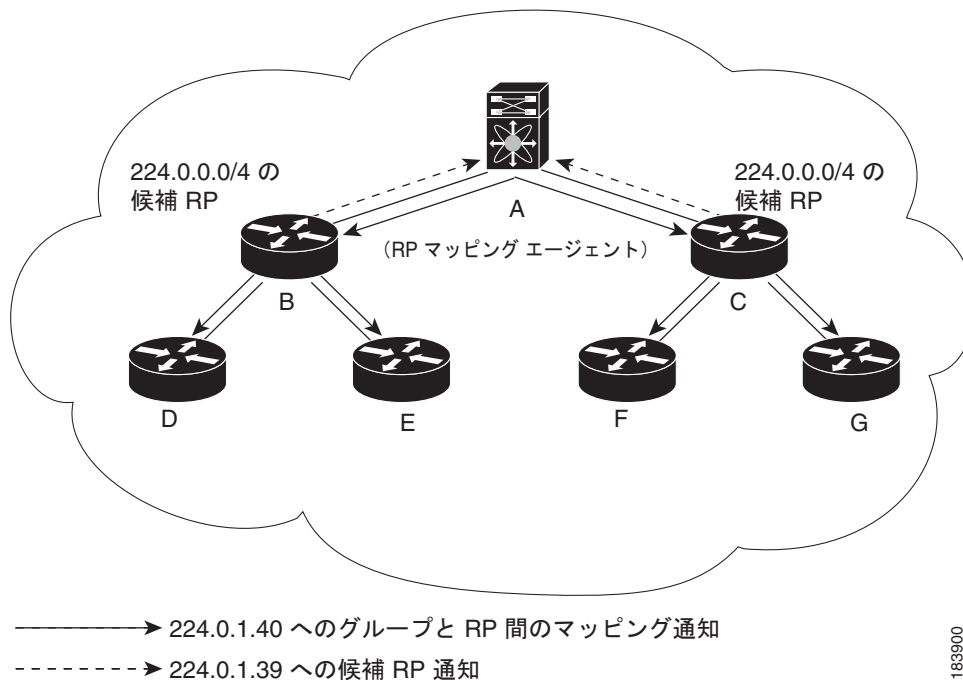 224.0.0.0/4 の
候補 RP
224.0.0.0/4 の
候補 RP
A
(RP マッピング エージェント)
B
C
D
E
F
G
224.0.1.40 へのグループと RP 間のマッピング通知
224.0.1.39 への候補 RP 通知
183900